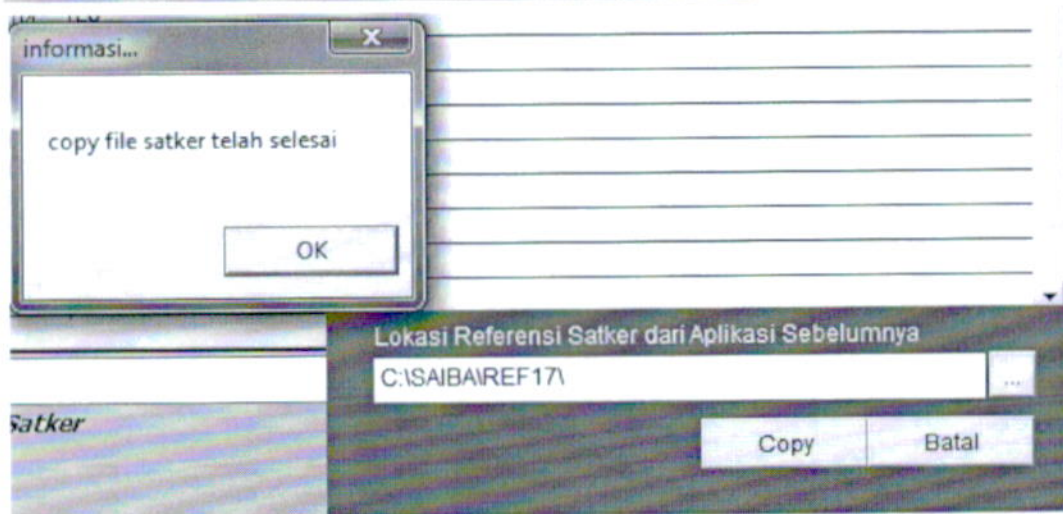 informasi...
copy file satker telah selesai
OK
Lokasi Referensi Satker dari Aplikasi Sebelumnya
C:\SAIBA\REF17\
...
Satker
Copy
Batal